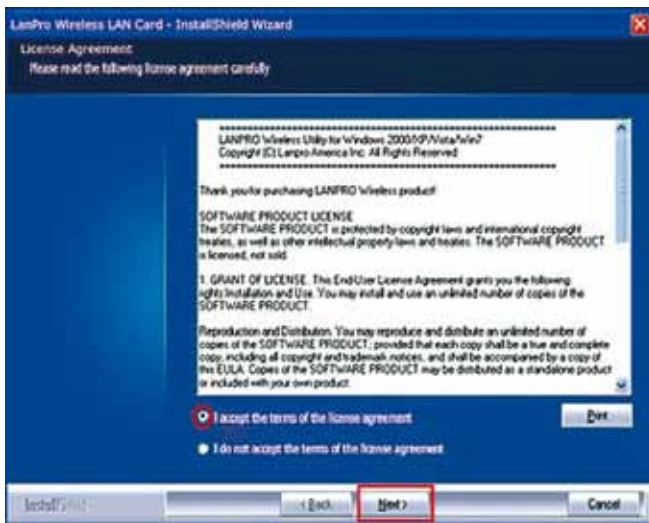 LanPro Wireless LAN Card - InstallShield Wizard
License Agreement
Please read the following license agreement carefully
************************************************************
LANPRO Wireless Utility for Windows 2000/XP/Vista/Win7
Copyright (C) Lanpro America Inc. All Rights Reserved.
************************************************************
Thank you for purchasing LANPRO Wireless product!
SOFTWARE PRODUCT LICENSE
The SOFTWARE PRODUCT is protected by copyright laws and international copyright
treaties, as well as other intellectual property laws and treaties. The SOFTWARE PRODUCT
is licensed, not sold.
1. GRANT OF LICENSE. This End-User License Agreement grants you the following
rights:Installation and Use. You may install and use an unlimited number of copies of the
SOFTWARE PRODUCT.
Reproduction and Distribution. You may reproduce and distribute an unlimited number of
copies of the SOFTWARE PRODUCT; provided that each copy shall be a true and complete
copy, including all copyright and trademark notices, and shall be accompanied by a copy of
this EULA. Copies of the SOFTWARE PRODUCT may be distributed as a standalone product
or included with your own product.
I accept the terms of the license agreement
Print
I do not accept the terms of the license agreement
InstallShield
< Back
Next >
Cancel